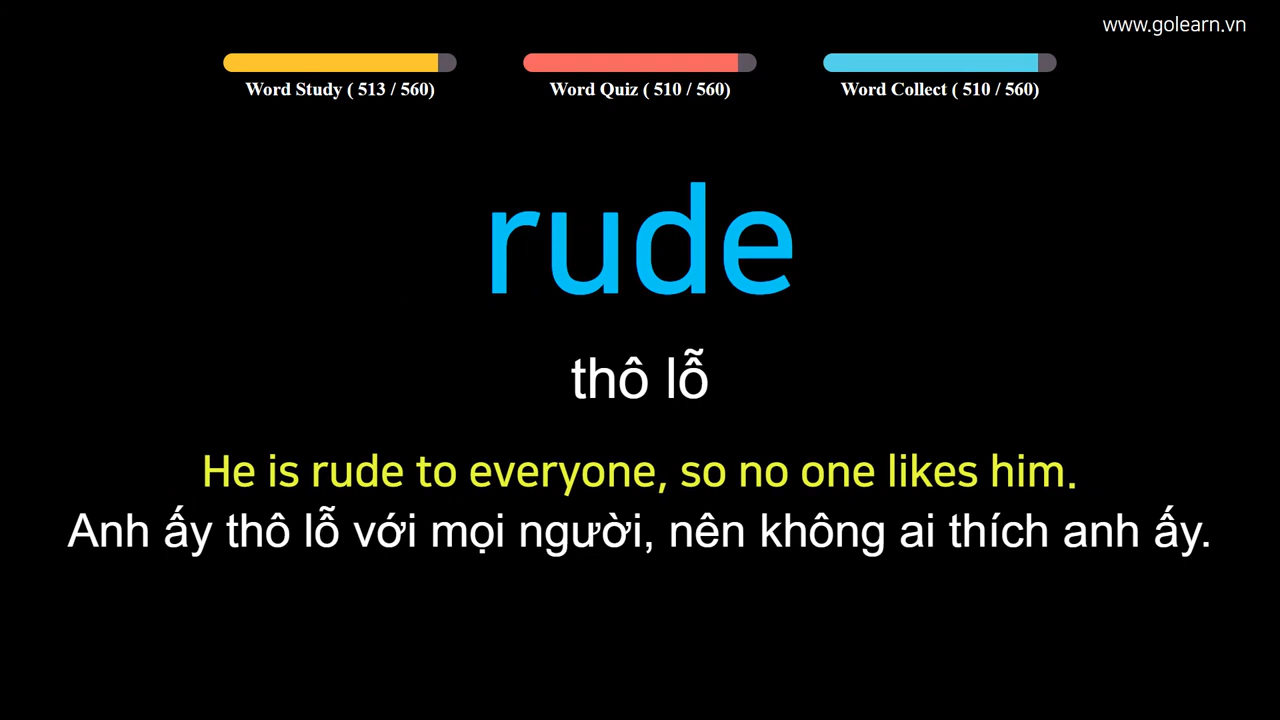 www.golearn.vn
Word Study ( 513 / 560)
Word Quiz ( 510 / 560)
Word Collect ( 510 / 560)
rude
thô lỗ
He is rude to everyone, so no one likes him.
Anh ấy thô lỗ với mọi người, nên không ai thích anh ấy.